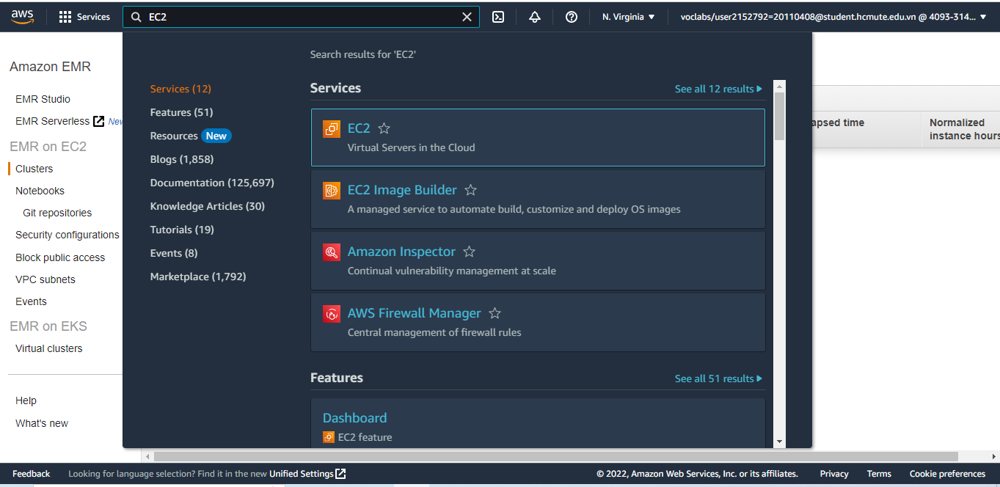 aws
Services
EC2
N. Virginia
voclabs/user2152792=20110408@student.hcmute.edu.vn @ 4093-314...
Amazon EMR
EMR Studio
EMR Serverless New
EMR on EC2
Clusters
Notebooks
Git repositories
Security configurations
Block public access
VPC subnets
Events
EMR on EKS
Virtual clusters
Help
What's new
Search results for 'EC2'
Services (12)
Features (51)
Resources New
Blogs (1,858)
Documentation (125,697)
Knowledge Articles (30)
Tutorials (19)
Events (8)
Marketplace (1,792)
Services
See all 12 results
EC2
Virtual Servers in the Cloud
EC2 Image Builder
A managed service to automate build, customize and deploy OS images
Amazon Inspector
Continual vulnerability management at scale
AWS Firewall Manager
Central management of firewall rules
Features
See all 51 results
Dashboard
EC2 feature
apsed time
Normalized
instance hours
Feedback
Looking for language selection? Find it in the new Unified Settings
© 2022, Amazon Web Services, Inc. or its affiliates.
Privacy
Terms
Cookie preferences